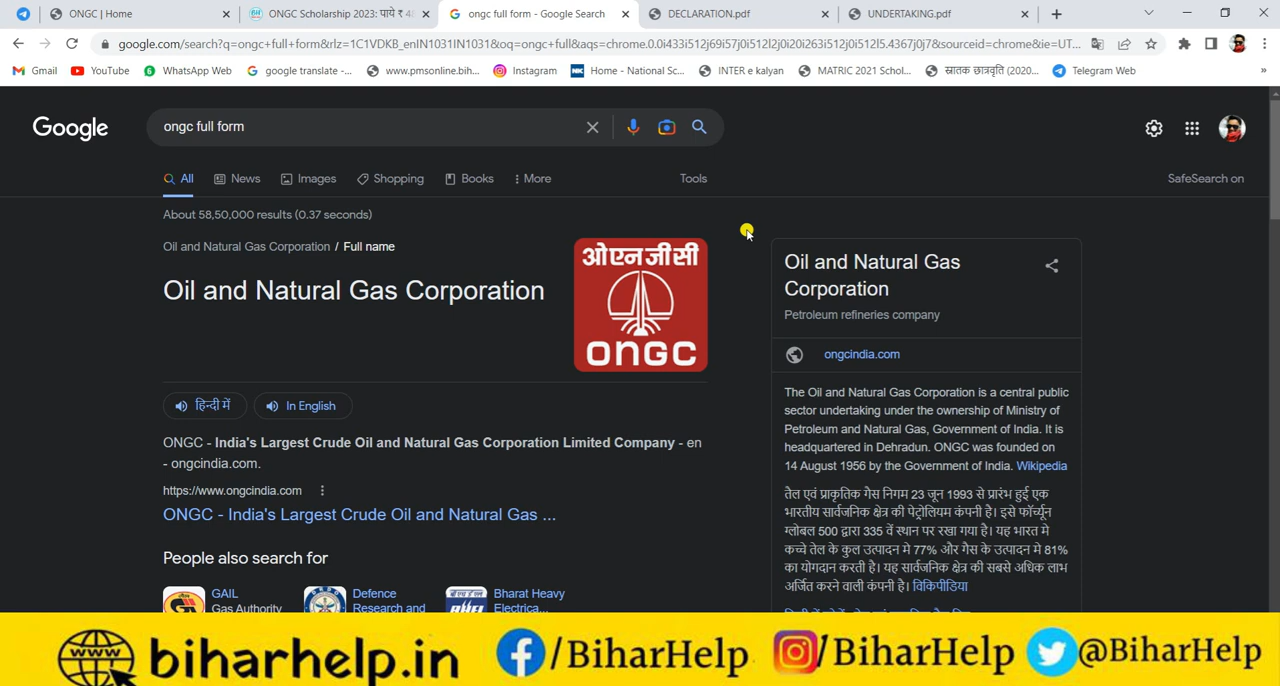 ONGC | Home
ONGC Scholarship 2023: पाये ₹ 48
ongc full form - Google Search
DECLARATION.pdf
UNDERTAKING.pdf
google.com/search?q=ongc+full+form&rlz=1C1VDKB_enIN1031IN1031&oq=ongc+full&aqs=chrome.0.0i433i512j69i57j0i512l2j0i20i263i512j0i512l5.4367j0j7&sourceid=chrome&ie=UT...
Gmail
YouTube
WhatsApp Web
google translate -...
www.pmsonline.bih...
Instagram
Home - National Sc...
INTER e kalyan
MATRIC 2021 Schol...
स्नातक छात्रवृति (2020...
Telegram Web
Google
ongc full form
All
News
Images
Shopping
Books
More
Tools
SafeSearch on
About 58,50,000 results (0.37 seconds)
Oil and Natural Gas Corporation / Full name
Oil and Natural Gas Corporation
ओएनजीसी
ONGC
हिन्दी में
In English
ONGC - India's Largest Crude Oil and Natural Gas Corporation Limited Company - en
- ongcindia.com.
https://www.ongcindia.com
ONGC - India's Largest Crude Oil and Natural Gas ...
People also search for
GAIL
Gas Authority
Defence
Research and
Bharat Heavy
Electrica...
Oil and Natural Gas
Corporation
Petroleum refineries company
ongcindia.com
The Oil and Natural Gas Corporation is a central public
sector undertaking under the ownership of Ministry of
Petroleum and Natural Gas, Government of India. It is
headquartered in Dehradun. ONGC was founded on
14 August 1956 by the Government of India. Wikipedia
तेल एवं प्राकृतिक गैस निगम 23 जून 1993 से प्रारंभ हुई एक
भारतीय सार्वजनिक क्षेत्र की पेट्रोलियम कंपनी है। इसे फॉर्च्यून
ग्लोबल 500 द्वारा 335 वें स्थान पर रखा गया है। यह भारत मे
कच्चे तेल के कुल उत्पादन मे 77% और गैस के उत्पादन मे 81%
का योगदान करती है। यह सार्वजनिक क्षेत्र की सबसे अधिक लाभ
अर्जित करने वाली कंपनी है। विकिपीडिया
www
biharhelp.in
/BiharHelp
/BiharHelp
@BiharHelp